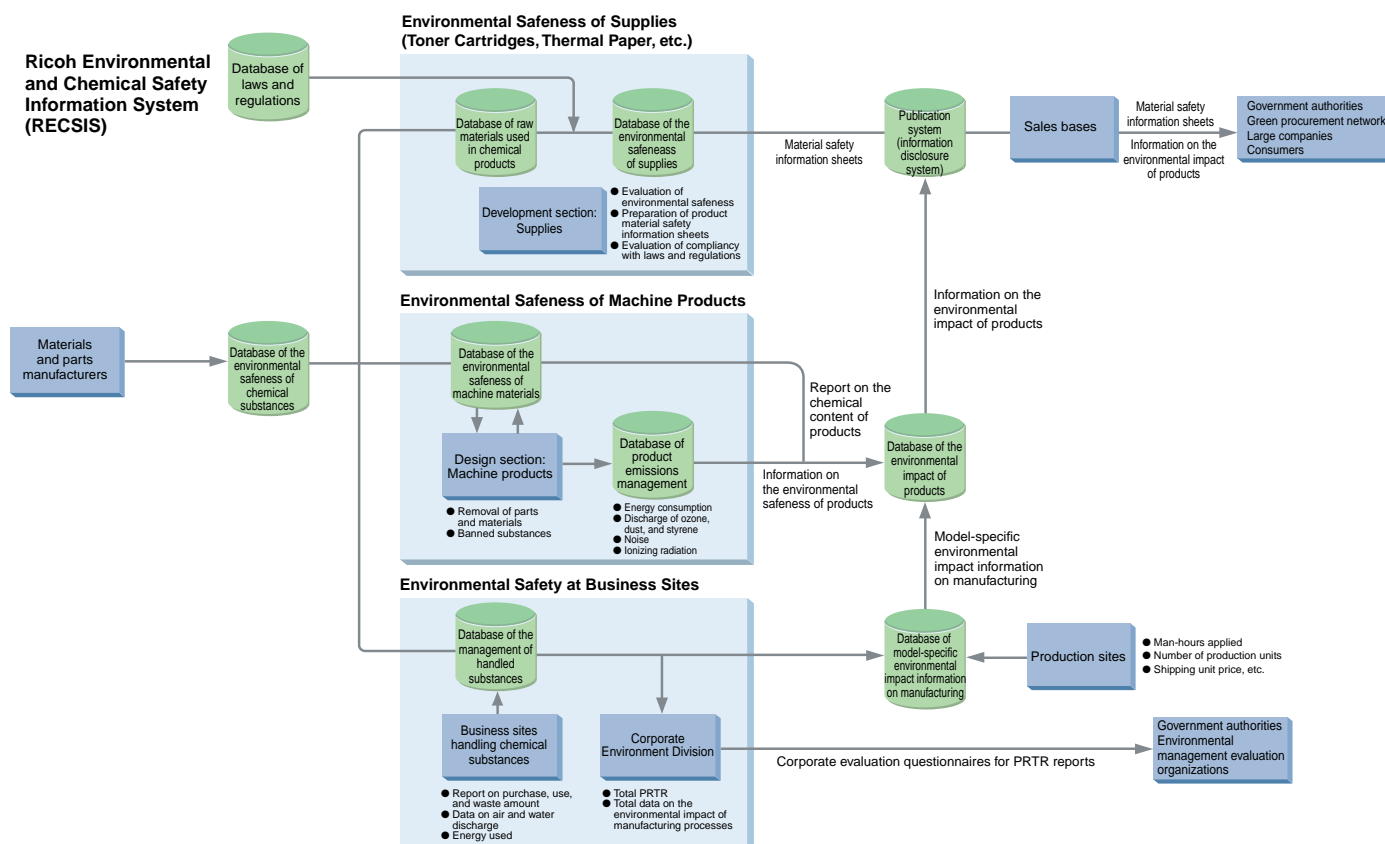 Ricoh Environmental
and Chemical Safety
Information System
(RECSIS)
Database of
laws and
regulations
Environmental Safeness of Supplies
(Toner Cartridges, Thermal Paper, etc.)
Database of raw
materials used
in chemical
products
Database of the
environmental
safeneass
of supplies
Development section:
Supplies
● Evaluation of
environmental safeness
● Preparation of product
material safety
information sheets
● Evaluation of compliancy
with laws and regulations
Material safety
information sheets
Publication
system
(information
disclosure
system)
Sales bases
Material safety
information sheets
Information on the
environmental impact
of products
Government authorities
Green procurement network
Large companies
Consumers
Information on the
environmental
impact of products
Materials
and parts
manufacturers
Database of the
environmental
safeness of
chemical
substances
Environmental Safeness of Machine Products
Database of the
environmental
safeness of
machine materials
Design section:
Machine products
● Removal of parts
and materials
● Banned substances
Database of
product
emissions
management
● Energy consumption
● Discharge of ozone,
dust, and styrene
● Noise
● Ionizing radiation
Report on the
chemical
content of
products
Information on
the environmental
safeness of products
Database of the
environmental
impact of
products
Model-specific
environmental
impact information
on manufacturing
Environmental Safety at Business Sites
Database of the
management of
handled
substances
Business sites
handling chemical
substances
● Report on purchase, use,
and waste amount
● Data on air and water
discharge
● Energy used
Corporate
Environment Division
● Total PRTR
● Total data on the
environmental impact of
manufacturing processes
Database of
model-specific
environmental
impact information
on manufacturing
Production sites
● Man-hours applied
● Number of production units
● Shipping unit price, etc.
Corporate evaluation questionnaires for PRTR reports
Government authorities
Environmental
management evaluation
organizations